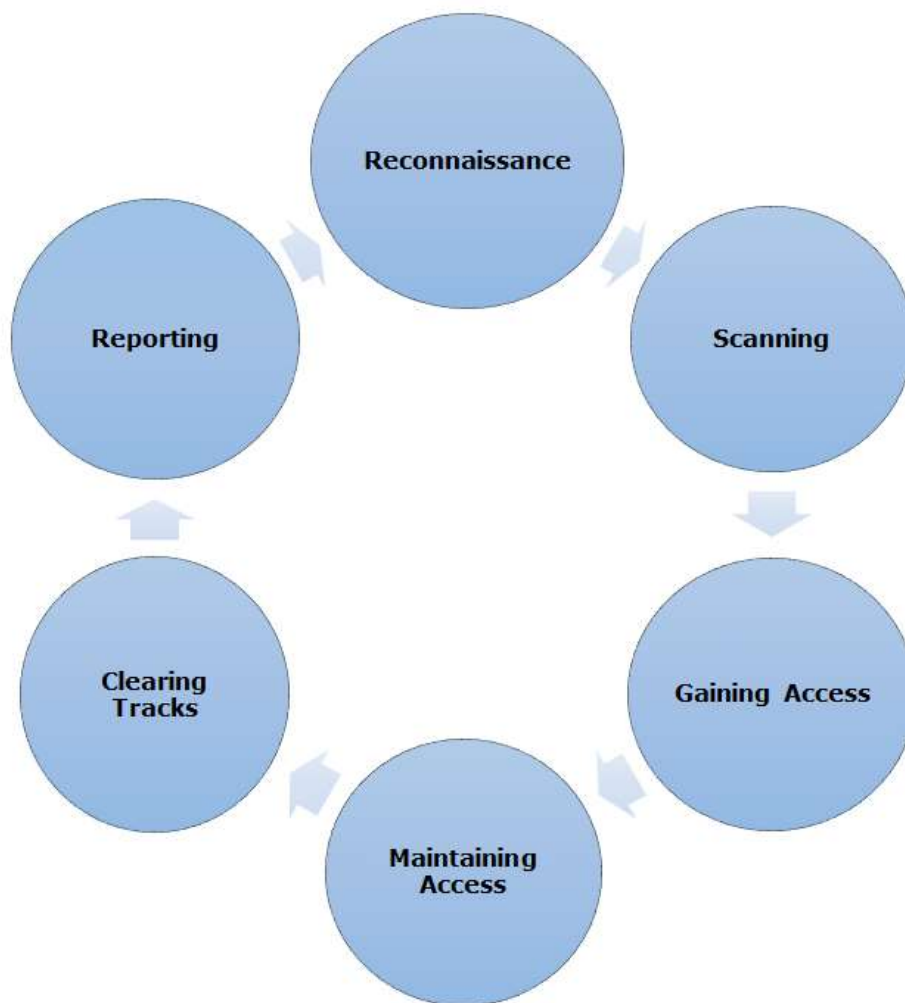 Reconnaissance
Scanning
Gaining Access
Maintaining
Access
Clearing
Tracks
Reporting